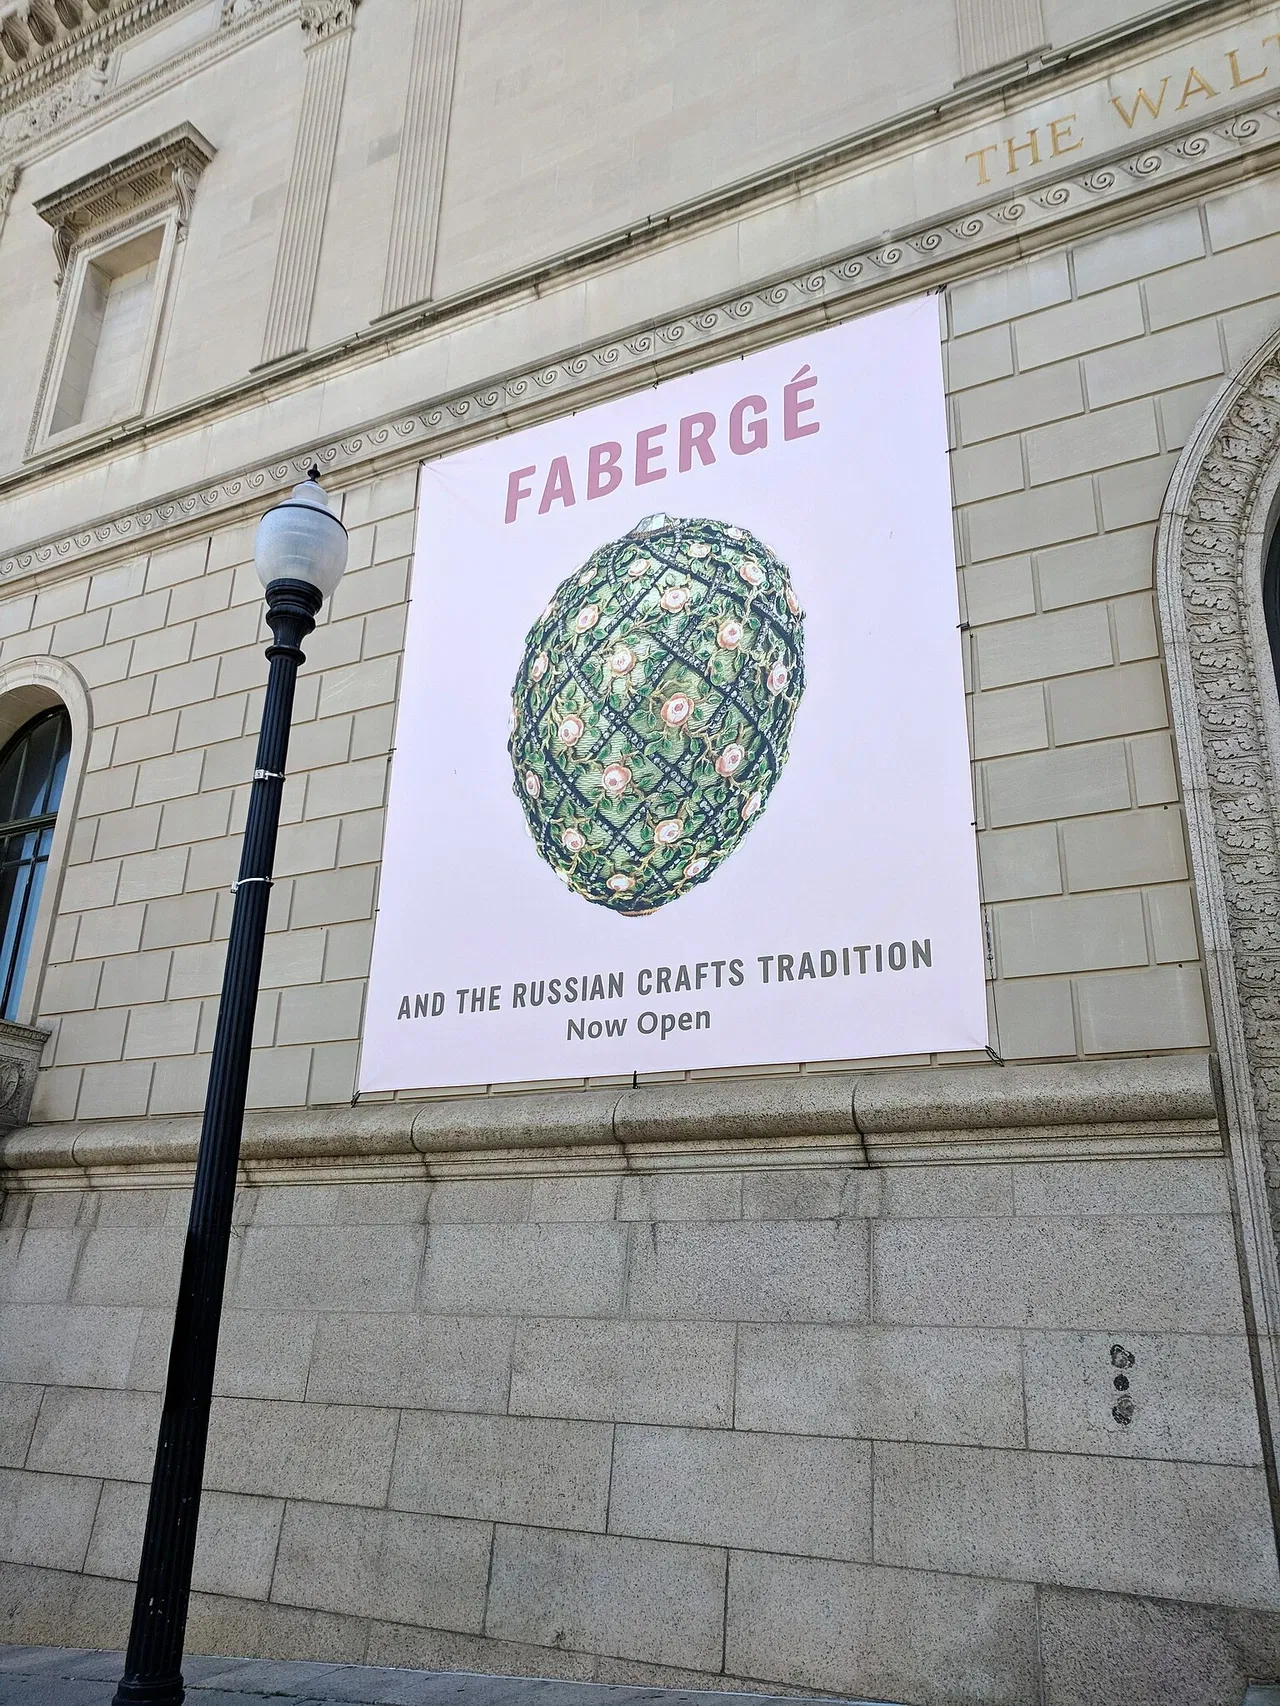 THE WALT
FABERGÉ
AND THE RUSSIAN CRAFTS TRADITION
Now Open